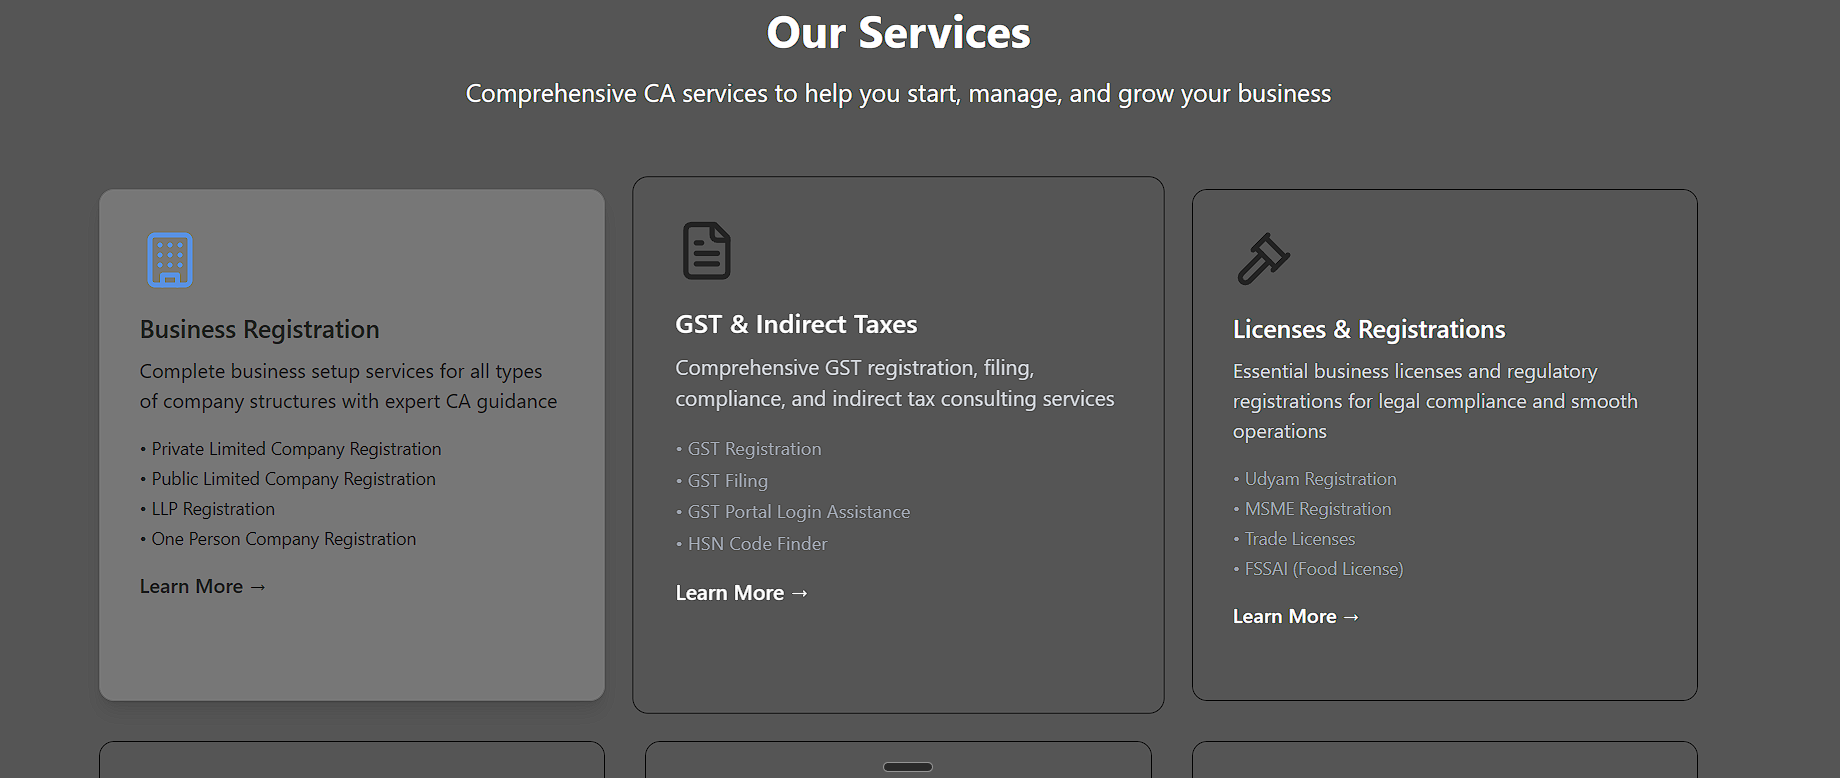 Our Services
Comprehensive CA services to help you start, manage, and grow your business
Business Registration
Complete business setup services for all types
of company structures with expert CA guidance
• Private Limited Company Registration
• Public Limited Company Registration
• LLP Registration
• One Person Company Registration
Learn More →
GST & Indirect Taxes
Comprehensive GST registration, filing,
compliance, and indirect tax consulting services
• GST Registration
• GST Filing
• GST Portal Login Assistance
• HSN Code Finder
Learn More →
Licenses & Registrations
Essential business licenses and regulatory
registrations for legal compliance and smooth
operations
• Udyam Registration
• MSME Registration
• Trade Licenses
• FSSAI (Food License)
Learn More →